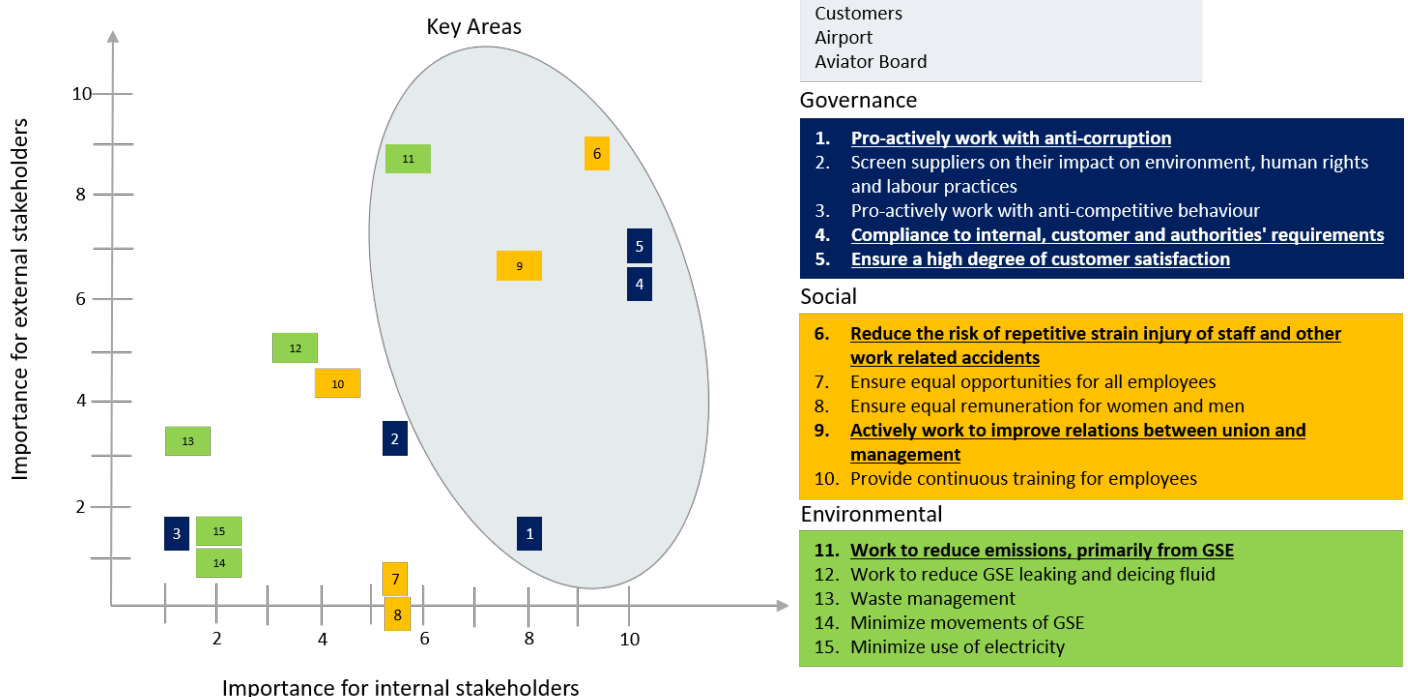 Key Areas
Importance for external stakeholders
10
8
6
4
2
11
6
5
9
4
12
10
2
13
3
15
1
14
7
8
2
4
6
8
10
Importance for internal stakeholders
Customers
Airport
Aviator Board
Governance
1. Pro-actively work with anti-corruption
2. Screen suppliers on their impact on environment, human rights
and labour practices
3. Pro-actively work with anti-competitive behaviour
4. Compliance to internal, customer and authorities' requirements
5. Ensure a high degree of customer satisfaction
Social
6. Reduce the risk of repetitive strain injury of staff and other
work related accidents
7. Ensure equal opportunities for all employees
8. Ensure equal remuneration for women and men
9. Actively work to improve relations between union and
management
10. Provide continuous training for employees
Environmental
11. Work to reduce emissions, primarily from GSE
12. Work to reduce GSE leaking and deicing fluid
13. Waste management
14. Minimize movements of GSE
15. Minimize use of electricity